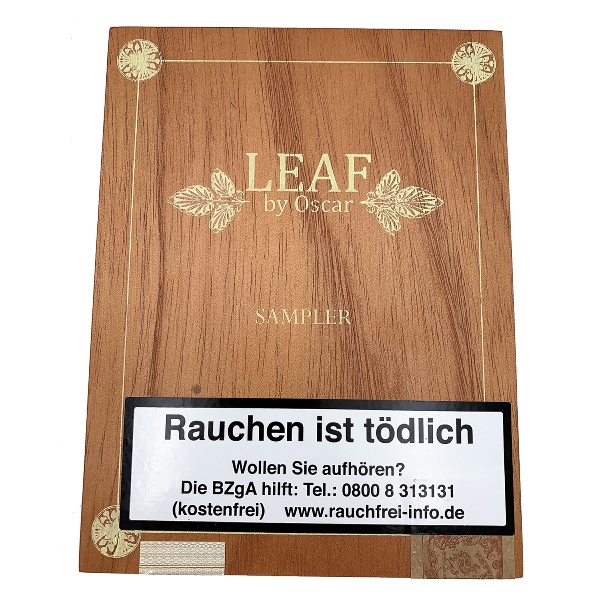 LEAF
by Oscar
SAMPLER
Rauchen ist tödlich
Wollen Sie aufhören?
Die BZgA hilft: Tel.: 0800 8 313131
(kostenfrei) www.rauchfrei-info.de